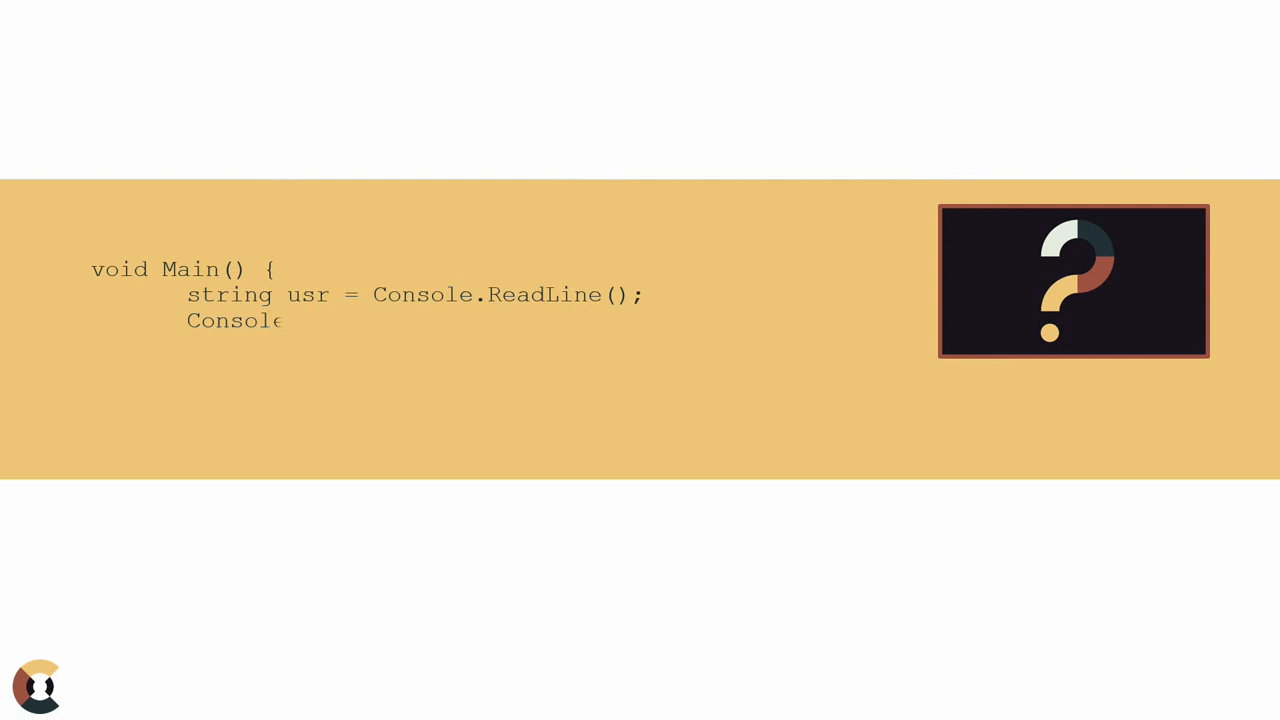 void Main() {
string usr = Console.ReadLine();
Console